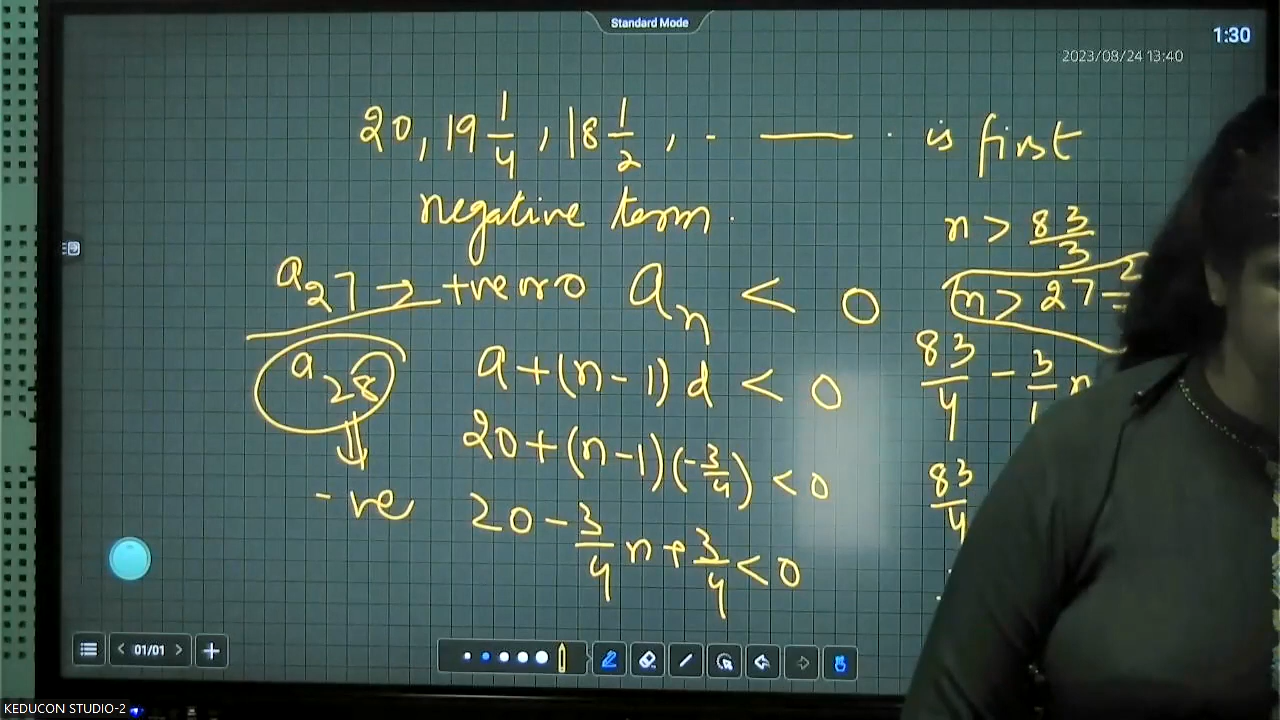 Standard Mode
1:30
2023/08/24 13:40
20, 19 1/4, 18 1/2, . — . is first
negative term.
a27 → +ve
an < 0
a28
⇓
-ve
a+(n-1)d < 0
20+(n-1)(-3/4) < 0
20-3/4n+3/4 < 0
n > 83/3
n > 27
83/4 - 3
83/4
01/01
KEDUCON STUDIO-2